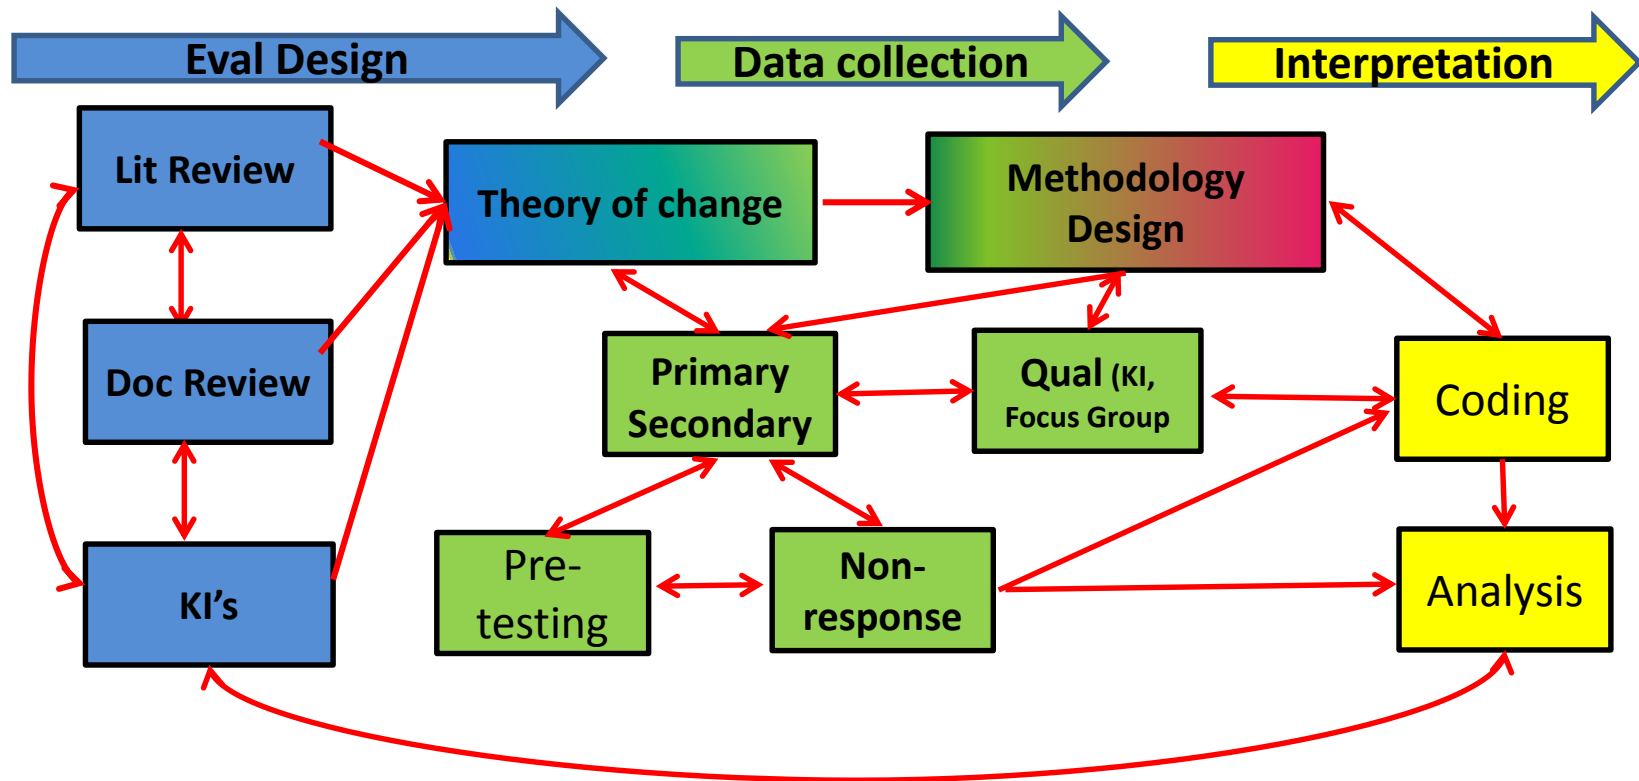 Eval Design
Data collection
Interpretation
Lit Review
Theory of change
Methodology
Design
Doc Review
Primary
Secondary
Qual (KI,
Focus Group
Coding
KI's
Pre-
testing
Non-
response
Analysis